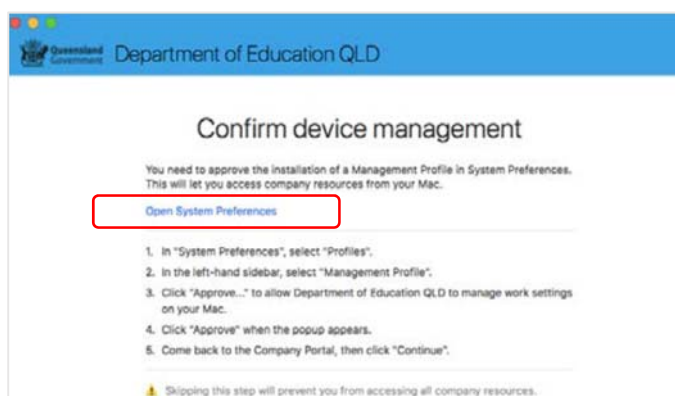 Queensland
Government
Department of Education QLD
Confirm device management
You need to approve the installation of a Management Profile in System Preferences.
This will let you access company resources from your Mac.
Open System Preferences
1. In "System Preferences", select "Profiles".
2. In the left-hand sidebar, select "Management Profile".
3. Click "Approve..." to allow Department of Education QLD to manage work settings
on your Mac.
4. Click "Approve" when the popup appears.
5. Come back to the Company Portal, then click "Continue".
Skipping this step will prevent you from accessing all company resources.